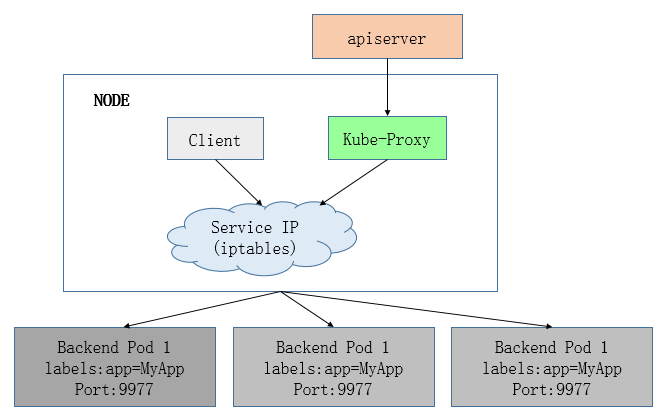 apiserver
NODE
Client
Kube-Proxy
Service IP
(iptables)
Backend Pod 1
labels:app=MyApp
Port:9977
Backend Pod 1
labels:app=MyApp
Port:9977
Backend Pod 1
labels:app=MyApp
Port:9977